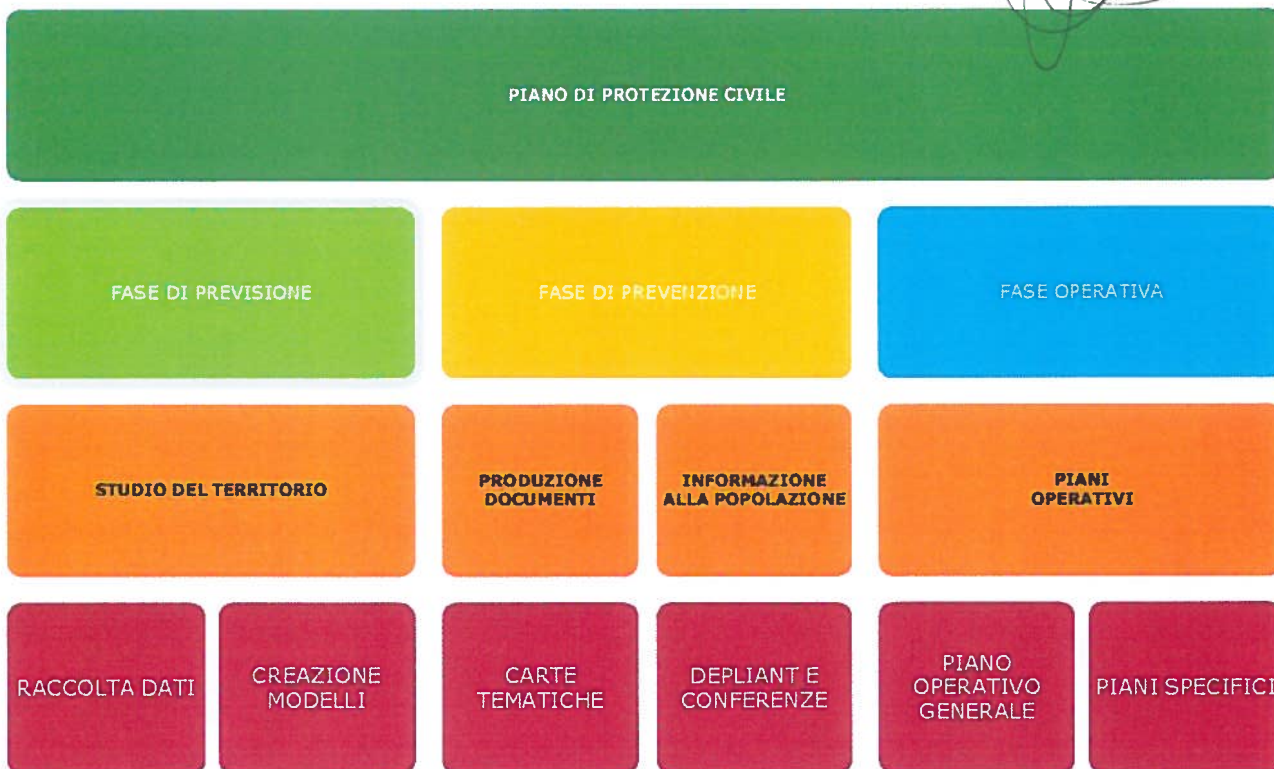 PIANO DI PROTEZIONE CIVILE
FASE DI PREVISIONE
FASE DI PREVENZIONE
FASE OPERATIVA
STUDIO DEL TERRITORIO
PRODUZIONE
DOCUMENTI
INFORMAZIONE
ALLA POPOLAZIONE
PIANI
OPERATIVI
RACCOLTA DATI
CREAZIONE
MODELLI
CARTE
TEMATICHE
DEPLIANT E
CONFERENZE
PIANO
OPERATIVO
GENERALE
PIANI SPECIFICI